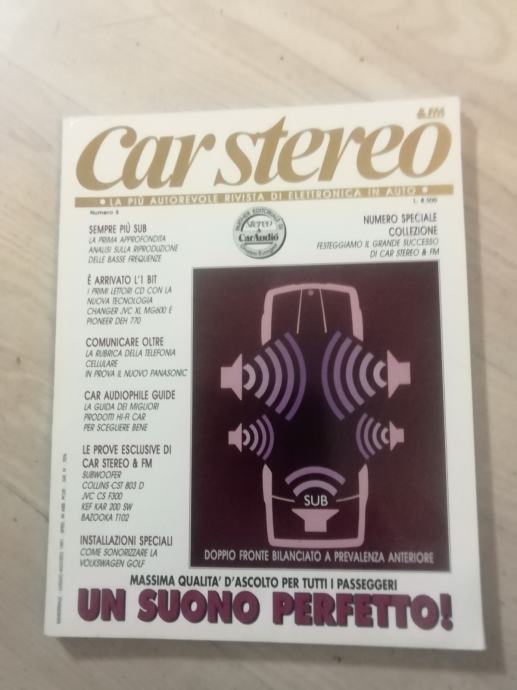 & FM
Car stereo
• LA PIÙ AUTOREVOLE RIVISTA DI ELETTRONICA IN AUTO •
Numero 5
L. 8.500
SEMPRE PIÙ SUB
LA PRIMA APPROFONDITA
ANALISI SULLA RIPRODUZIONE
DELLE BASSE FREQUENZE
È ARRIVATO L'1 BIT
I PRIMI LETTORI CD CON LA
NUOVA TECNOLOGIA
CHANGER JVC XL MG600 E
PIONEER DEH 770
COMUNICARE OLTRE
LA RUBRICA DELLA TELEFONIA
CELLULARE
IN PROVA IL NUOVO PANASONIC
CAR AUDIOPHILE GUIDE
LA GUIDA DEI MIGLIORI
PRODOTTI HI-FI CAR
PER SCEGLIERE BENE
LE PROVE ESCLUSIVE DI
CAR STEREO & FM
SUBWOOFER
COLLINS CST 803 D
JVC CS F300
KEF KAR 200 SW
BAZOOKA T102
INSTALLAZIONI SPECIALI
COME SONORIZZARE LA
VOLKSWAGEN GOLF
PARTNER EDITORIALE DI
Stereo
&
CarAudio
NUMERO SPECIALE
COLLEZIONE
FESTEGGIAMO IL GRANDE SUCCESSO
DI CAR STEREO & FM
SUB
DOPPIO FRONTE BILANCIATO A PREVALENZA ANTERIORE
MASSIMA QUALITA' D'ASCOLTO PER TUTTI I PASSEGGERI
UN SUONO PERFETTO!